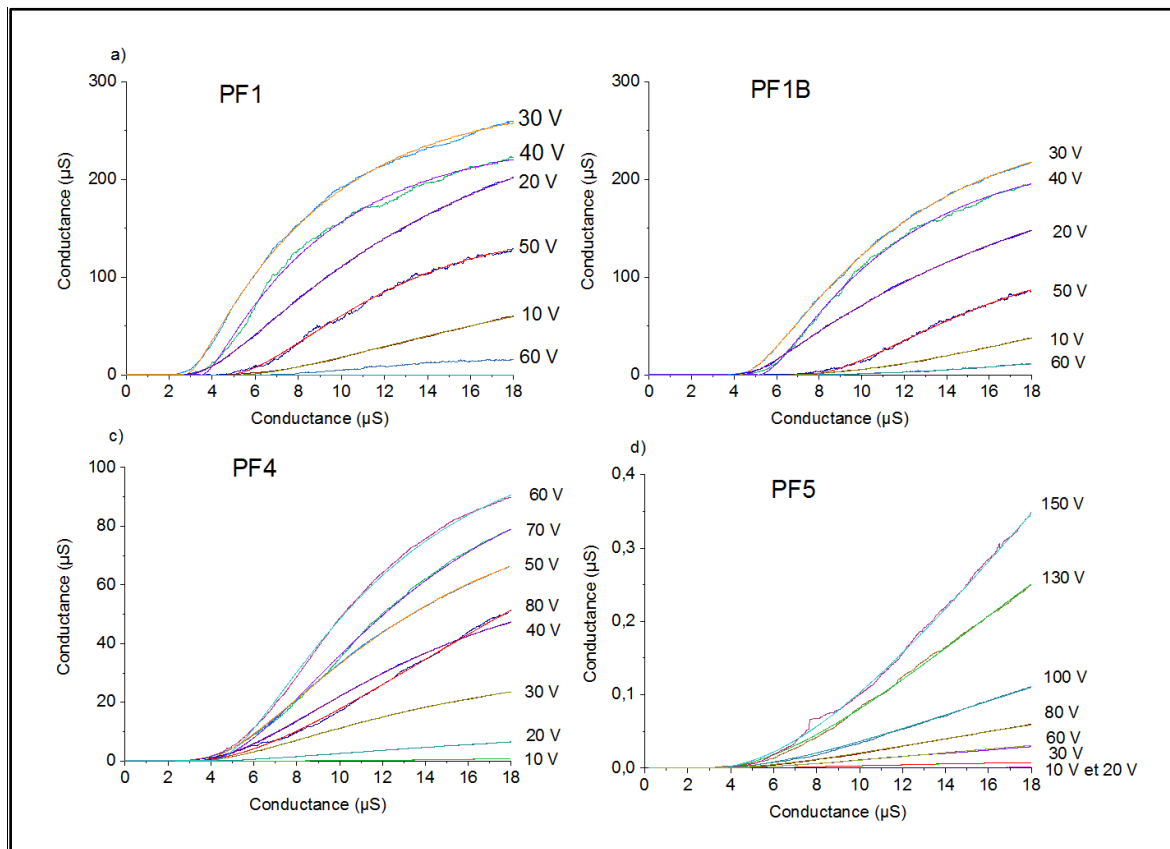 a)
PF1
300
200
100
0
Conductance (µS)
0 2 4 6 8 10 12 14 16 18
Conductance (µS)
30 V
40 V
20 V
50 V
10 V
60 V
PF1B
300
200
100
0
Conductance (µS)
0 2 4 6 8 10 12 14 16 18
Conductance (µS)
30 V
40 V
20 V
50 V
10 V
60 V
c)
PF4
100
80
60
40
20
0
Conductance (µS)
0 2 4 6 8 10 12 14 16 18
Conductance (µS)
60 V
70 V
50 V
80 V
40 V
30 V
20 V
10 V
d)
PF5
0,4
0,3
0,2
0,1
0,0
Conductance (µS)
0 2 4 6 8 10 12 14 16 18
Conductance (µS)
150 V
130 V
100 V
80 V
60 V
30 V
10 V et 20 V